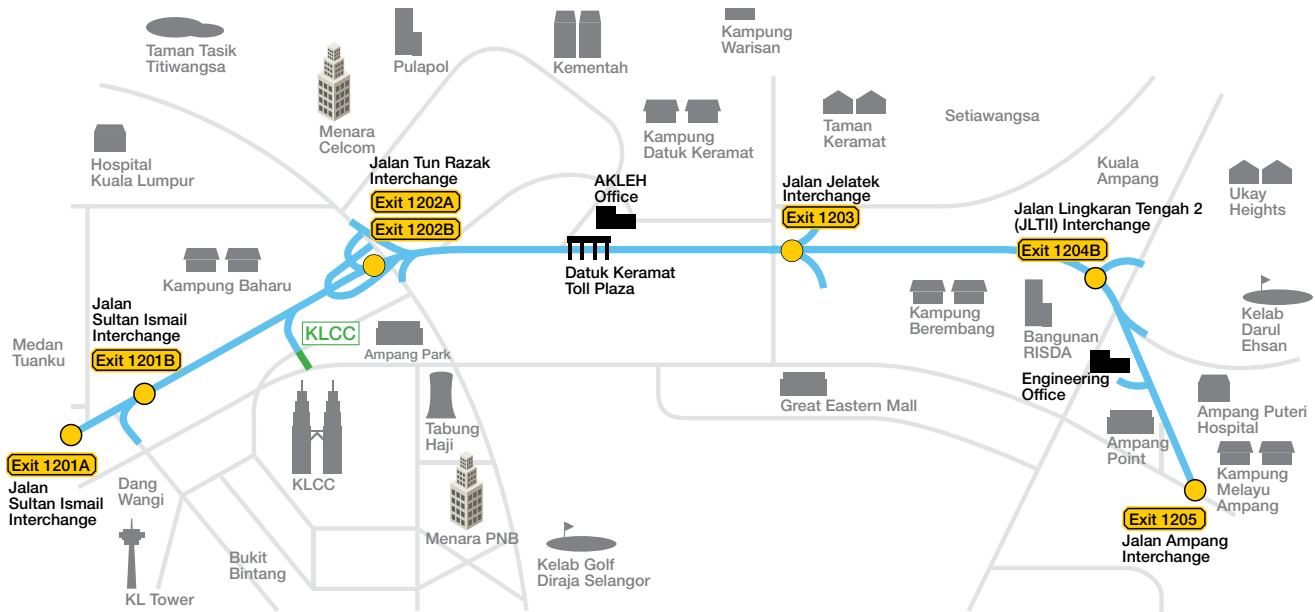 Taman Tasik
Titiwangsa
Pulapol
Kementah
Kampung
Warisan
Menara
Celcom
Hospital
Kuala Lumpur
Kampung
Datuk Keramat
Taman
Keramat
Setiawangsa
Kuala
Ampang
Ukay
Heights
Jalan Tun Razak
Interchange
Exit 1202A
Exit 1202B
AKLEH
Office
Jalan Jelatek
Interchange
Exit 1203
Jalan Lingkaran Tengah 2
(JLTII) Interchange
Exit 1204B
Kampung Baharu
Datuk Keramat
Toll Plaza
Jalan
Sultan Ismail
Interchange
Exit 1201B
Medan
Tuanku
KLCC
Ampang Park
Kampung
Berembang
Bangunan
RISDA
Kelab
Darul
Ehsan
Engineering
Office
Great Eastern Mall
Ampang Puteri
Hospital
Tabung
Haji
Ampang
Point
Exit 1201A
Jalan
Sultan Ismail
Interchange
Dang
Wangi
KLCC
Kampung
Melayu
Ampang
Exit 1205
Jalan Ampang
Interchange
Menara PNB
Bukit
Bintang
KL Tower
Kelab Golf
Diraja Selangor